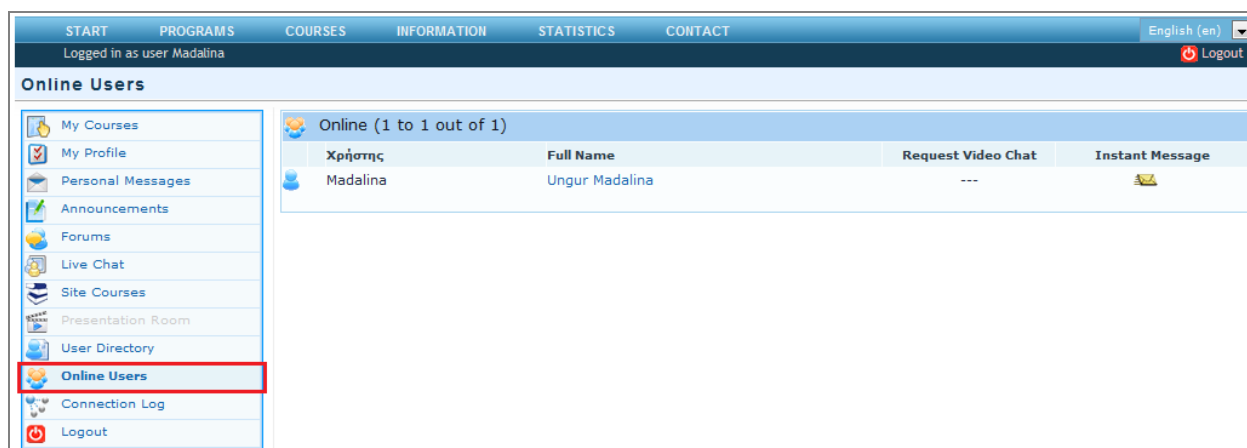 START PROGRAMS COURSES INFORMATION STATISTICS CONTACT English (en)
Logged in as user Madalina Logout
Online Users
My Courses
My Profile
Personal Messages
Announcements
Forums
Live Chat
Site Courses
Presentation Room
User Directory
Online Users
Connection Log
Logout
Online (1 to 1 out of 1)
Χρήστης Full Name Request Video Chat Instant Message
Madalina Ungur Madalina ---